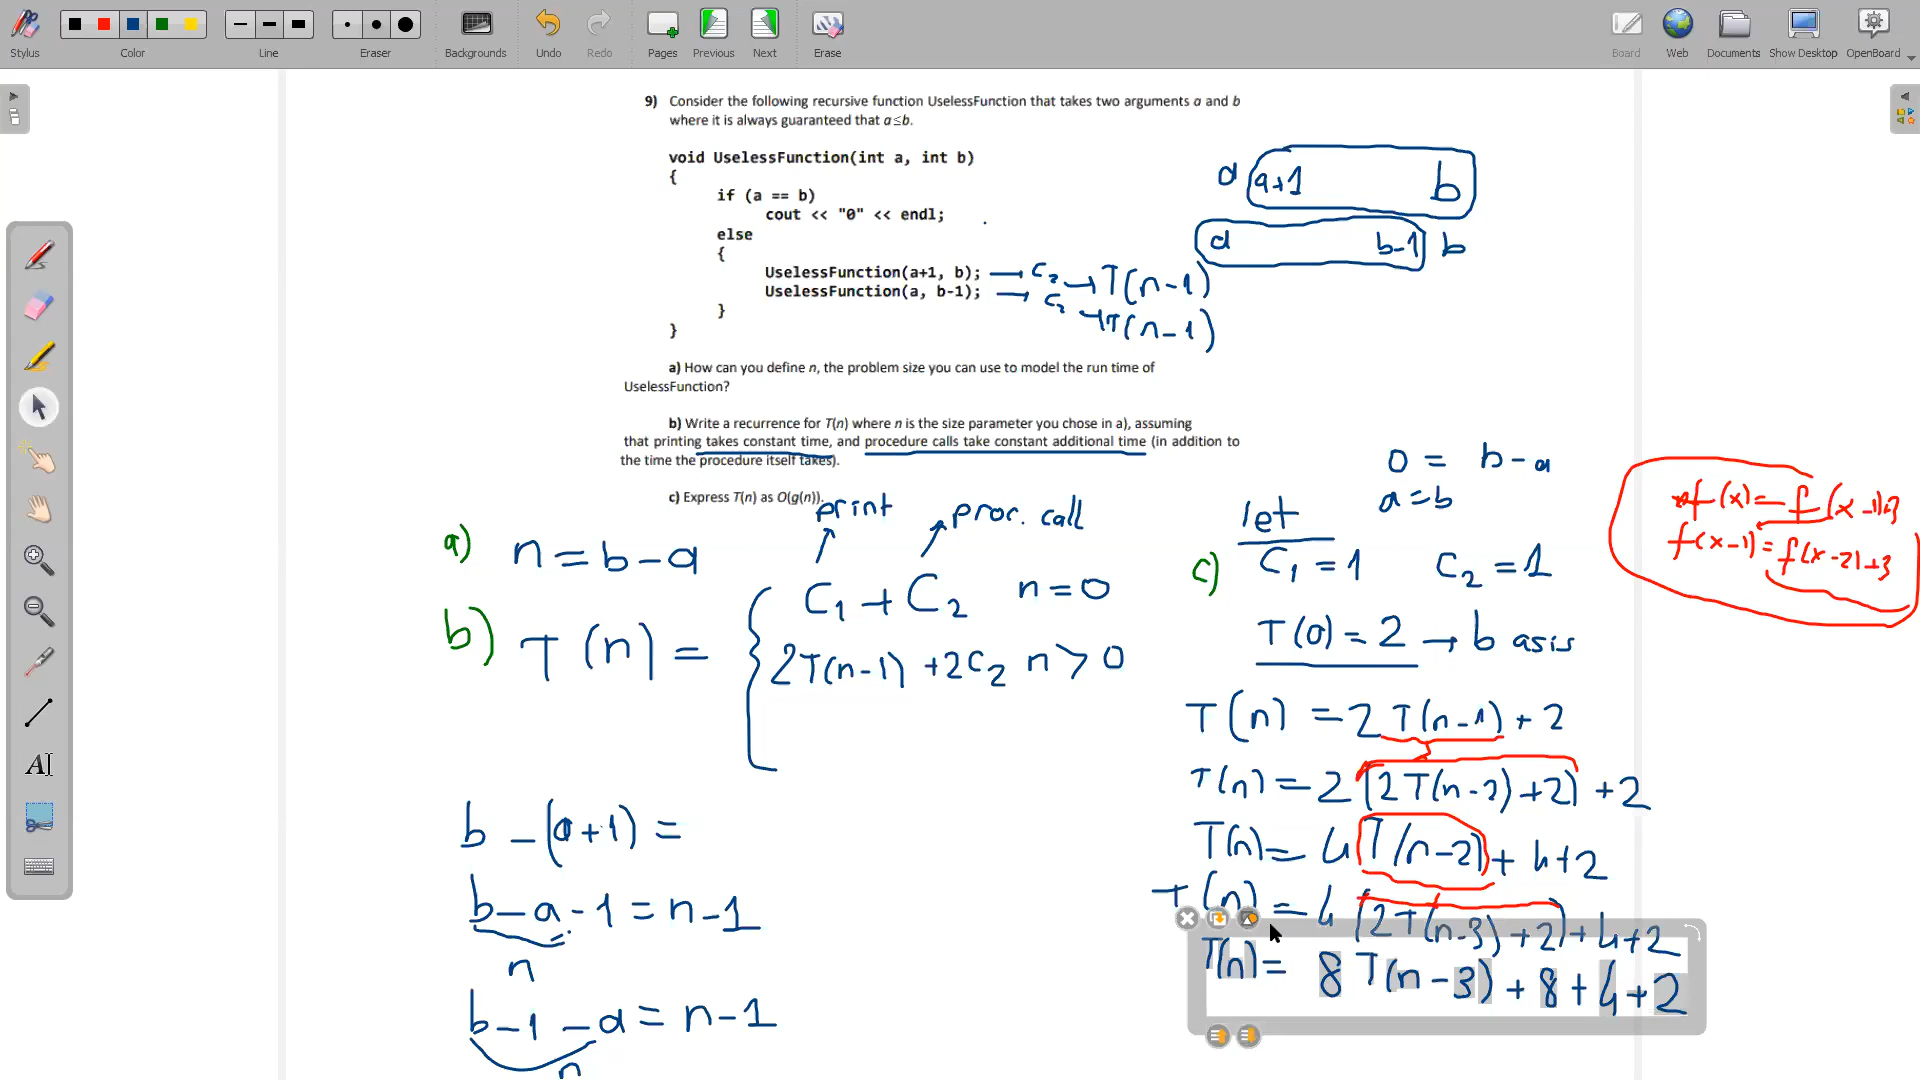 Stylus
Color
Line
Eraser
Backgrounds
Undo
Redo
Pages
Previous
Next
Erase
Board
Web
Documents
Show Desktop
OpenBoard
9) Consider the following recursive function UselessFunction that takes two arguments a and b
where it is always guaranteed that a≤b.
void UselessFunction(int a, int b)
{
if (a == b)
cout << "0" << endl;
else
{
UselessFunction(a+1, b); → C₂ → T(n-1)
UselessFunction(a, b-1); → C₂ → T(n-1)
}
}
a a+1 b
a b-1 b
a) How can you define n, the problem size you can use to model the run time of
UselessFunction?
b) Write a recurrence for T(n) where n is the size parameter you chose in a), assuming
that printing takes constant time, and procedure calls take constant additional time (in addition to
the time the procedure itself takes).
c) Express T(n) as O(g(n)).
print
proc. call
a) n = b - a
b) T(n) = { C₁ + C₂ n = 0
2T(n-1) + 2C₂ n > 0
b - (a+1) =
b - a - 1 = n - 1
n
b - 1 - a = n - 1
n
0 = b - a
a = b
let
c) C₁ = 1 C₂ = 1
T(0) = 2 → basis
T(n) = 2T(n-1) + 2
T(n) = 2(2T(n-2)+2) + 2
T(n) = 4T(n-2) + 4+2
T(n) = 4(2T(n-3)+2) + 4+2
T(n) = 8T(n-3) + 8+4+2
f(x) = f(x-1)+3
f(x-1) = f(x-2)+3